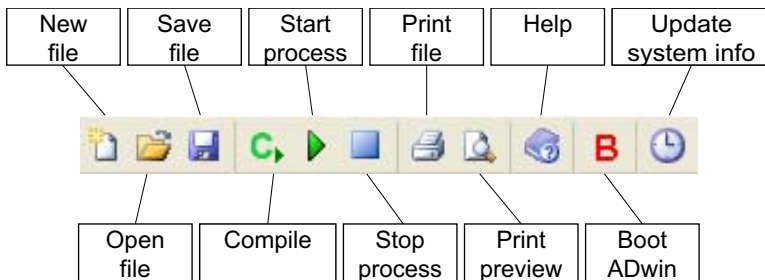 New
file
Save
file
Start
process
Print
file
Help
Update
system info
C
B
Open
file
Compile
Stop
process
Print
preview
Boot
ADwin